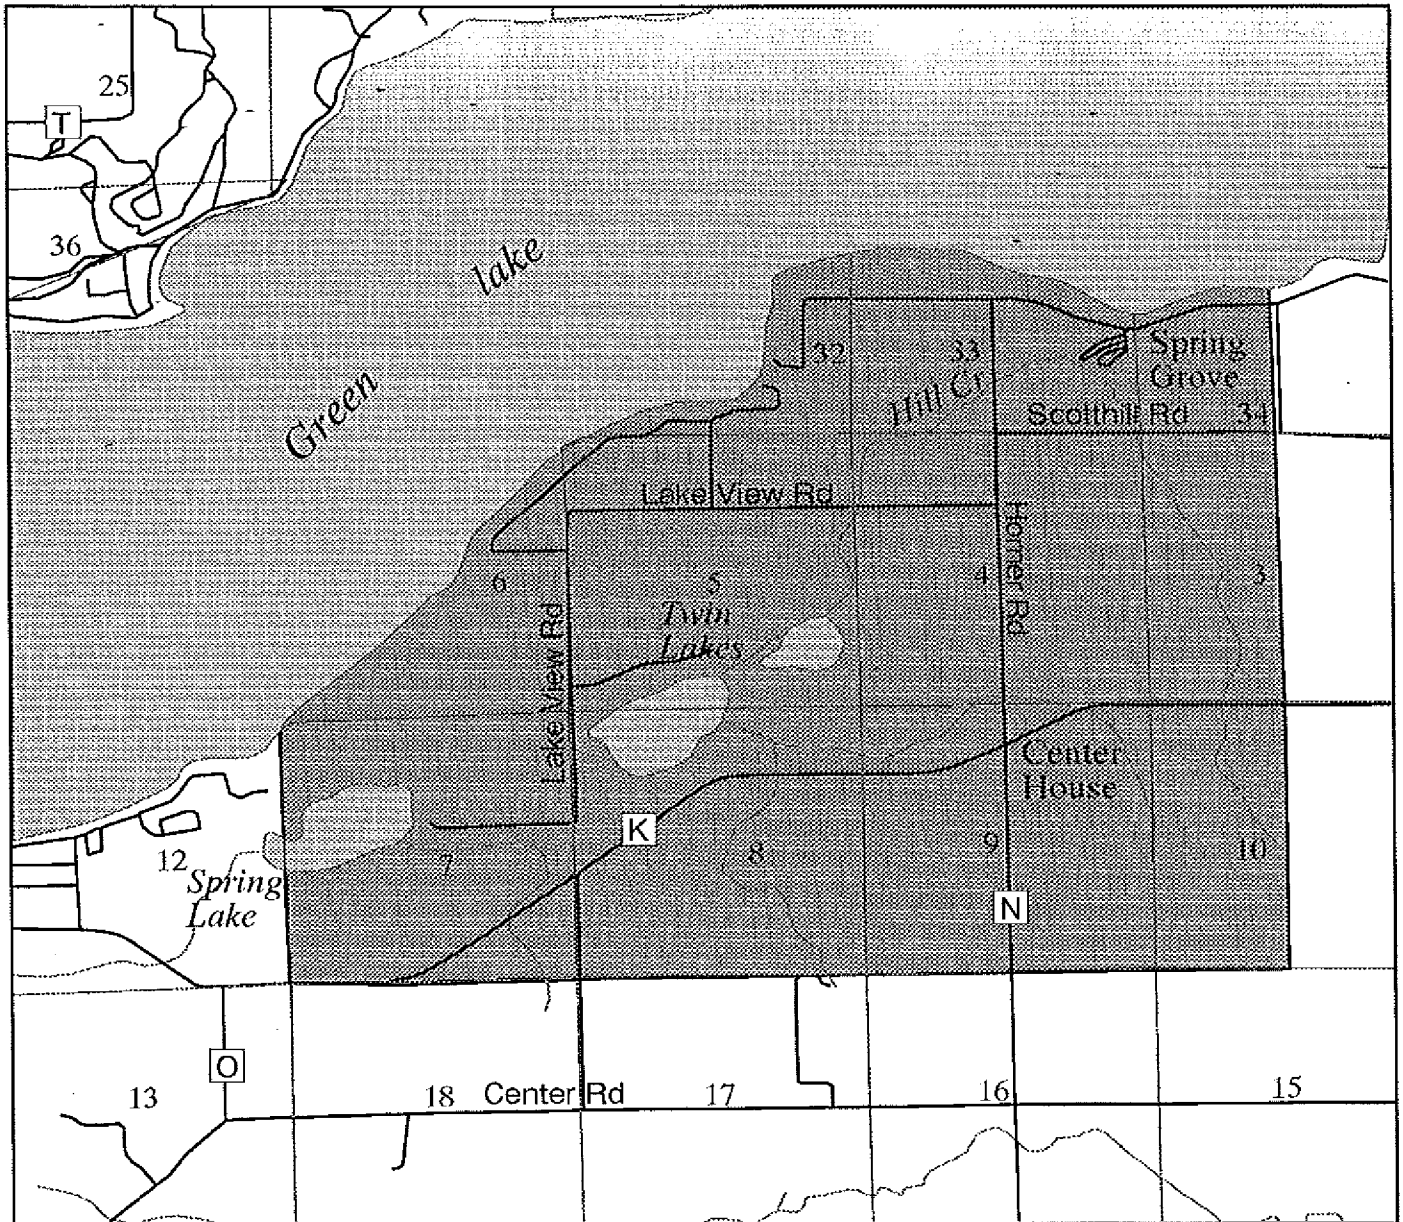 25
T
36
lake
Green
32
33
Hill Ct
Spring
Grove
Scotthill Rd
34
Lake View Rd
Horner Rd
6
5
4
3
Twin
Lakes
Lake View Rd
Center
House
K
12
7
8
9
10
Spring
Lake
N
O
13
18
Center Rd
17
16
15